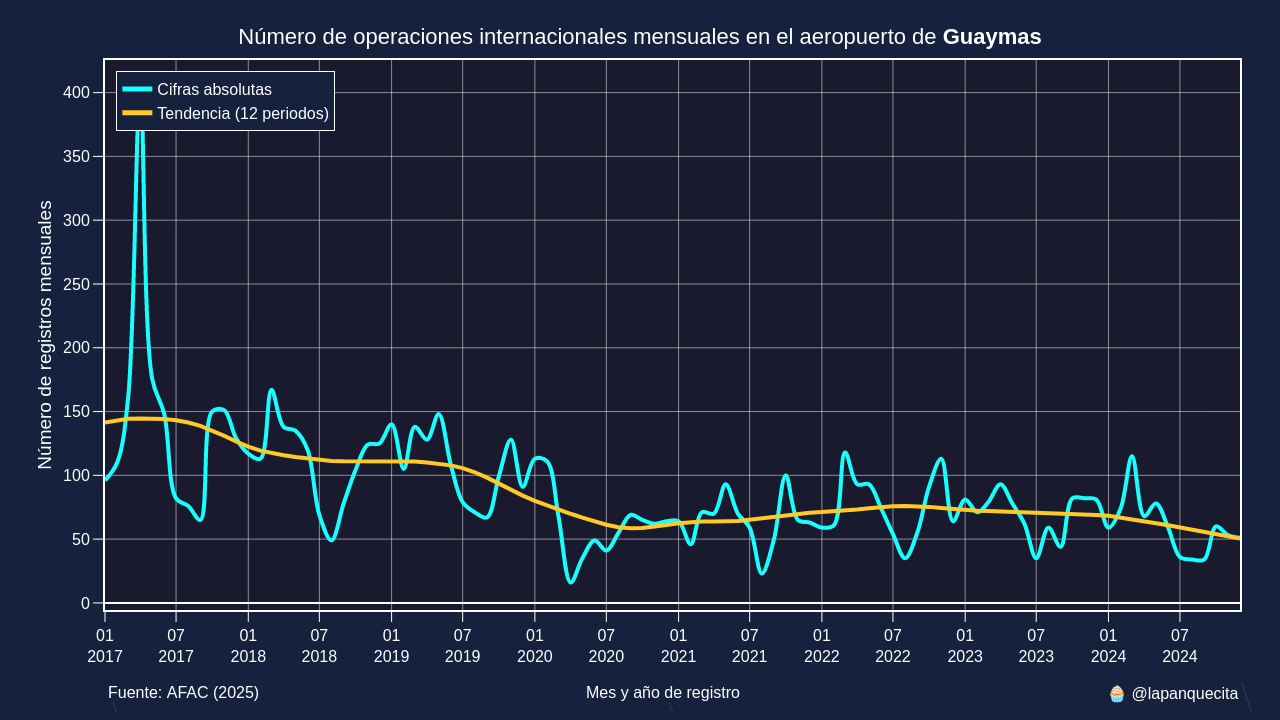 Número de operaciones internacionales mensuales en el aeropuerto de Guaymas
Cifras absolutas
Tendencia (12 periodos)
Número de registros mensuales
400
350
300
250
200
150
100
50
0
01 07 01 07 01 07 01 07 01 07 01 07 01 07 01 07
2017 2017 2018 2018 2019 2019 2020 2020 2021 2021 2022 2022 2023 2023 2024 2024
Fuente: AFAC (2025)
Mes y año de registro
🧁 @lapanquecita